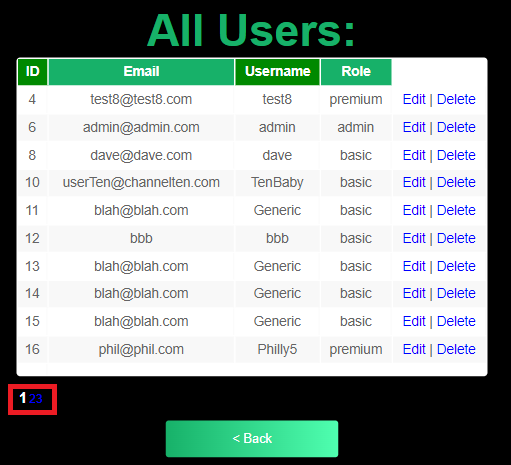 All Users:
ID Email Username Role
4 test8@test8.com test8 premium Edit | Delete
6 admin@admin.com admin admin Edit | Delete
8 dave@dave.com dave basic Edit | Delete
10 userTen@channelten.com TenBaby basic Edit | Delete
11 blah@blah.com Generic basic Edit | Delete
12 bbb bbb basic Edit | Delete
13 blah@blah.com Generic basic Edit | Delete
14 blah@blah.com Generic basic Edit | Delete
15 blah@blah.com Generic basic Edit | Delete
16 phil@phil.com Philly5 premium Edit | Delete
1 2 3
< Back